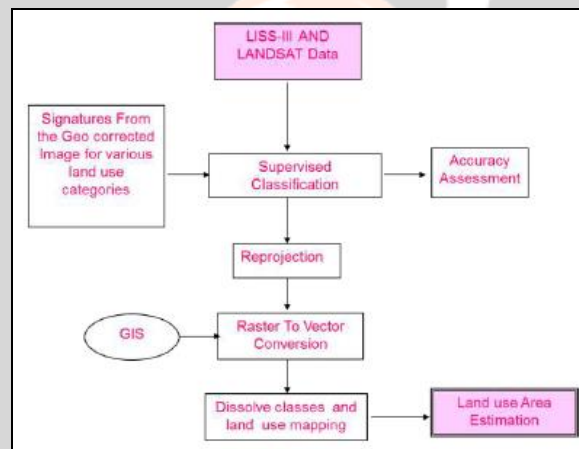 LISS-III AND
LANDSAT Data
Signatures From
the Geo corrected
Image for various
land use
categories
Supervised
Classification
Accuracy
Assessment
Reprojection
GIS
Raster To Vector
Conversion
Dissolve classes and
land use mapping
Land use Area
Estimation